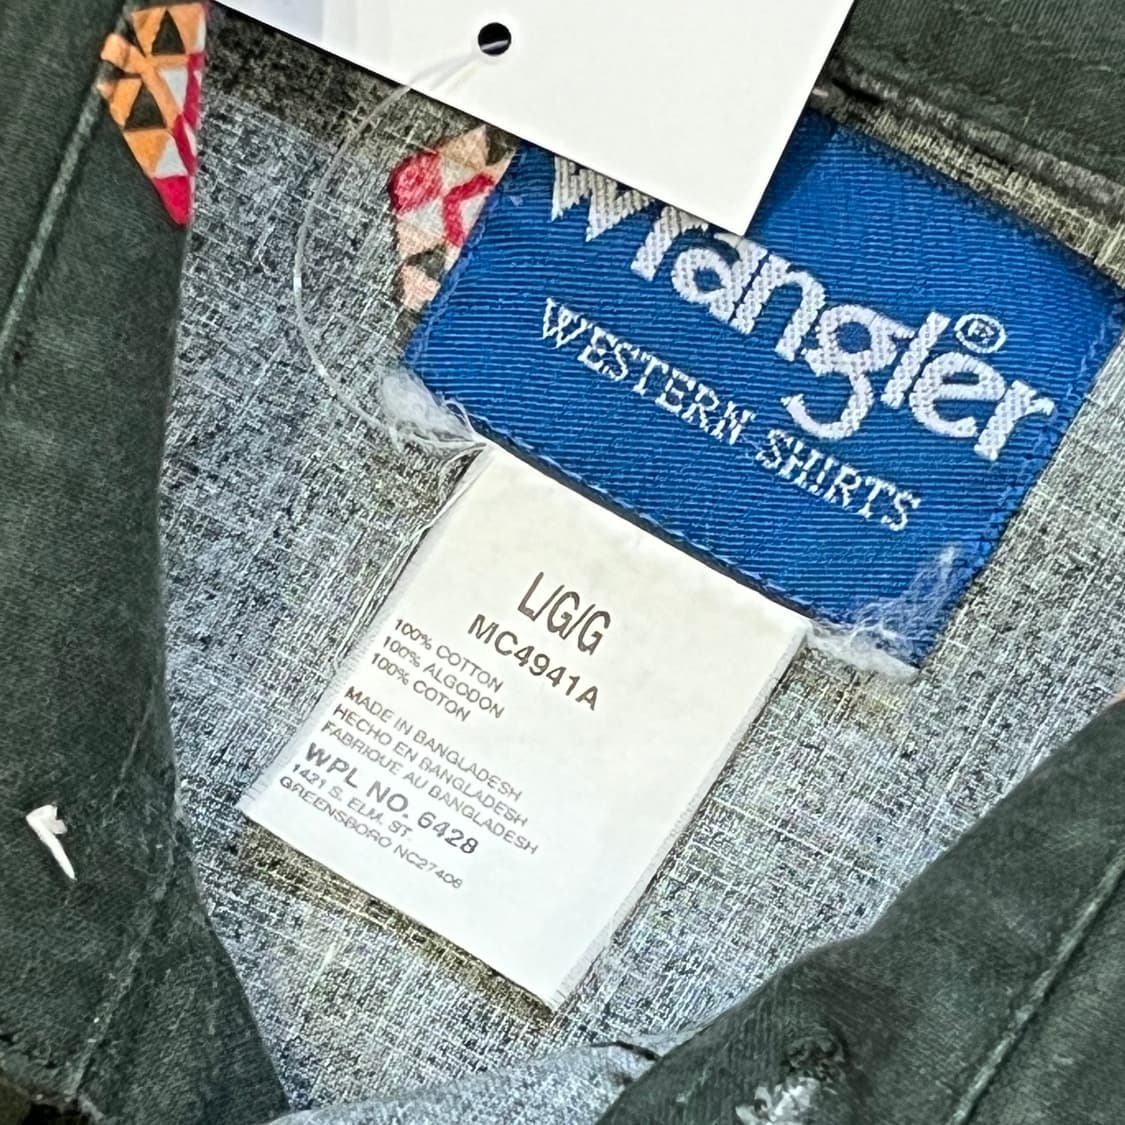 Wrangler®
WESTERN SHIRTS
L/G/G
MC4941A
100% COTTON
100% ALGODON
100% COTON
MADE IN BANGLADESH
HECHO EN BANGLADESH
FABRIQUE AU BANGLADESH
WPL NO. 6428
1421 S. ELM. ST
GREENSBORO NC27406